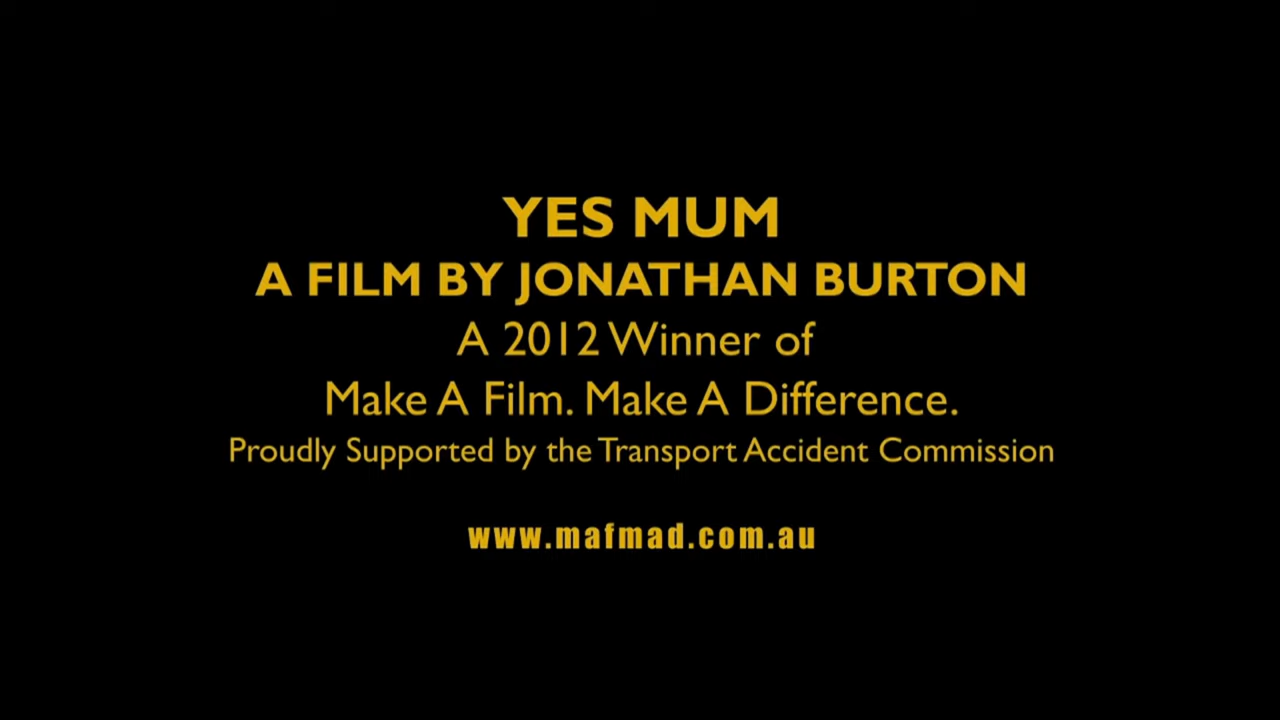 YES MUM
A FILM BY JONATHAN BURTON
A 2012 Winner of
Make A Film. Make A Difference.
Proudly Supported by the Transport Accident Commission
www.mafmad.com.au